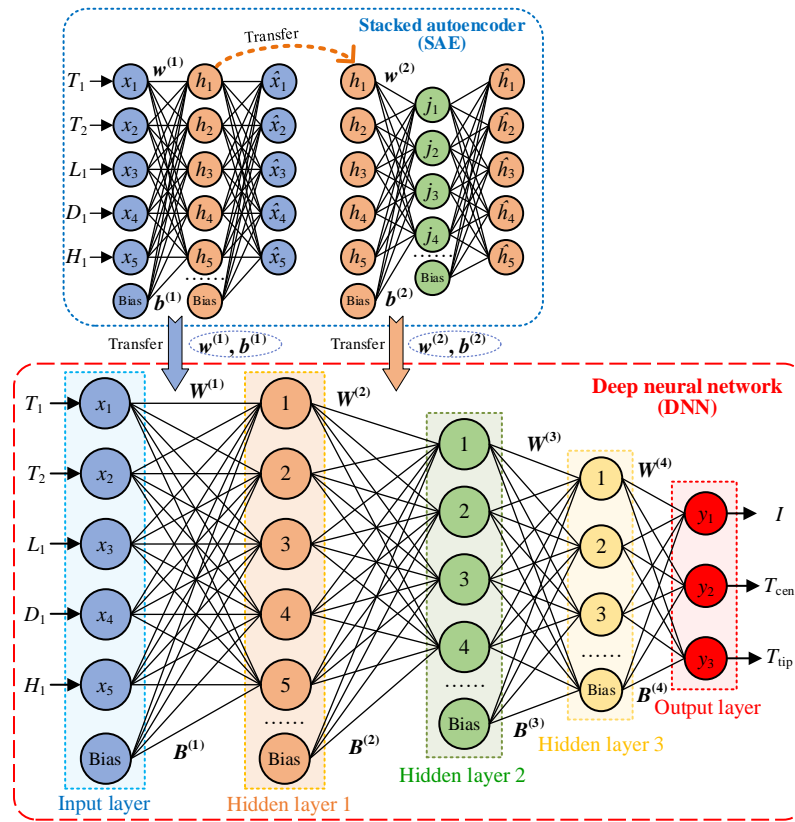 Stacked autoencoder
(SAE)
Transfer
T₁ x₁ w⁽¹⁾ h₁ x̂₁ h₁ w⁽²⁾ ĥ₁
j₁
T₂ x₂ h₂ x̂₂ h₂ ĥ₂
j₂
L₁ x₃ h₃ x̂₃ h₃ ĥ₃
j₃
D₁ x₄ h₄ x̂₄ h₄ ĥ₄
j₄
H₁ x₅ h₅ x̂₅ h₅ ĥ₅
...... ......
Bias
Bias b⁽¹⁾ Bias Bias b⁽²⁾
Transfer w⁽¹⁾, b⁽¹⁾ Transfer w⁽²⁾, b⁽²⁾
Deep neural network
(DNN)
T₁ x₁ W⁽¹⁾ 1 W⁽²⁾
1 W⁽³⁾
T₂ x₂ 2 1 W⁽⁴⁾
2 y₁ I
L₁ x₃ 3 2
3 y₂ T_cen
D₁ x₄ 4 3
4 ...... y₃ T_tip
H₁ x₅ 5 ...... Bias B⁽⁴⁾
...... Bias B⁽³⁾ Output layer
Bias B⁽¹⁾ Bias B⁽²⁾ Hidden layer 3
Hidden layer 2
Input layer Hidden layer 1